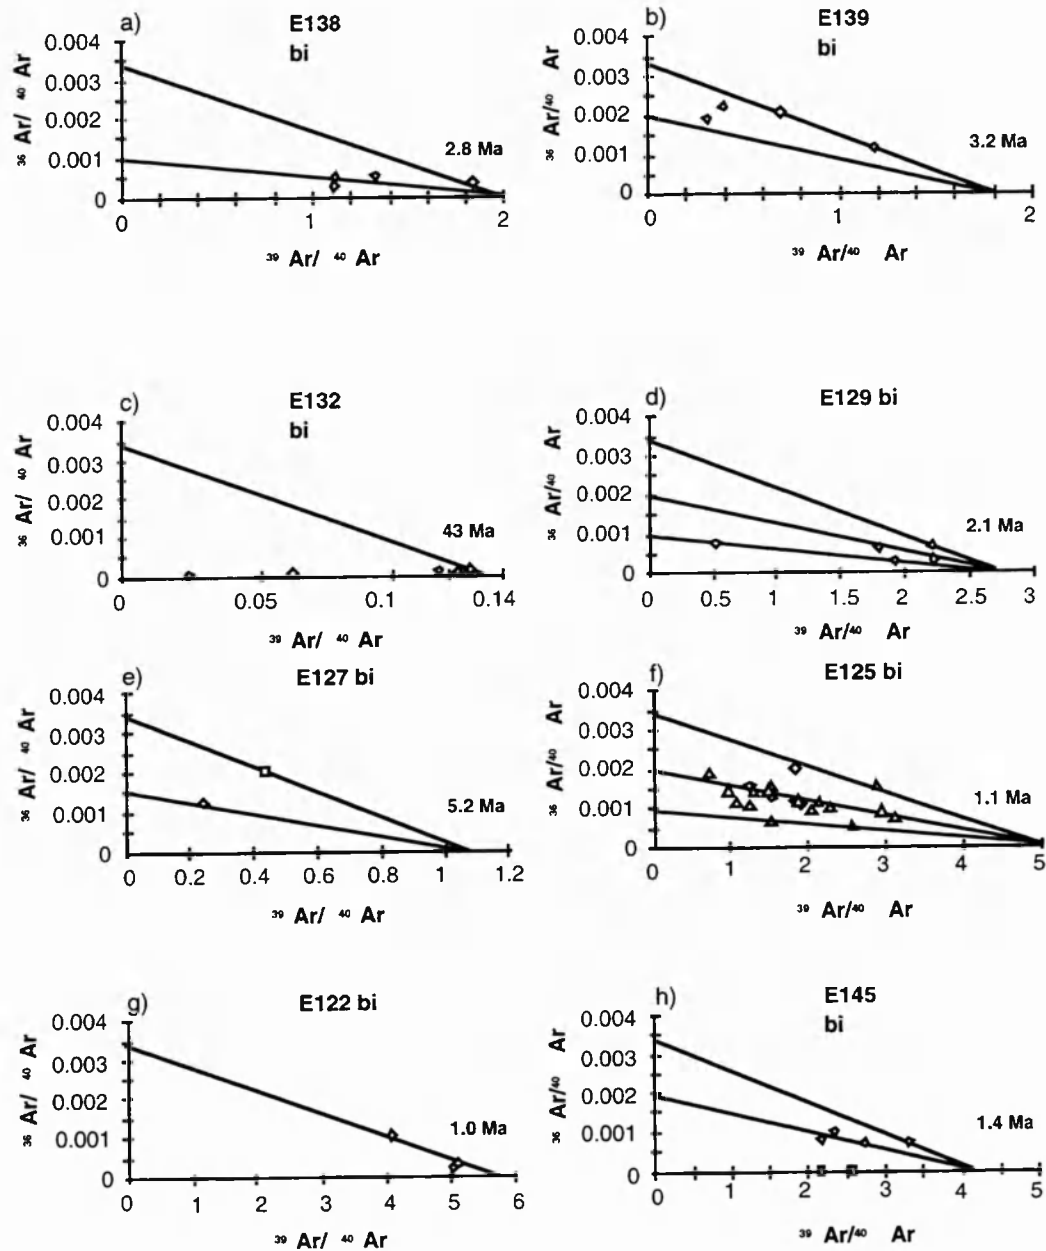 a) E138
bi
0.004
0.003
0.002
0.001
0
36 Ar/ 40 Ar
2.8 Ma
0 1 2
39 Ar/ 40 Ar
b) E139
bi
0.004
0.003
0.002
0.001
0
36 Ar/40 Ar
3.2 Ma
0 1 2
39 Ar/40 Ar
c) E132
bi
0.004
0.003
0.002
0.001
0
36 Ar/ 40 Ar
43 Ma
0 0.05 0.1 0.14
39 Ar/ 40 Ar
d) E129 bi
0.004
0.003
0.002
0.001
0
36 Ar/40 Ar
2.1 Ma
0 0.5 1 1.5 2 2.5 3
39 Ar/40 Ar
e) E127 bi
0.004
0.003
0.002
0.001
0
36 Ar/ 40 Ar
5.2 Ma
0 0.2 0.4 0.6 0.8 1 1.2
39 Ar/ 40 Ar
f) E125 bi
0.004
0.003
0.002
0.001
0
36 Ar/40 Ar
1.1 Ma
1 2 3 4 5
39 Ar/40 Ar
g) E122 bi
0.004
0.003
0.002
0.001
0
36 Ar/ 40 Ar
1.0 Ma
0 1 2 3 4 5 6
39 Ar/ 40 Ar
h) E145
bi
0.004
0.003
0.002
0.001
0
36 Ar/40 Ar
1.4 Ma
0 1 2 3 4 5
39 Ar/40 Ar